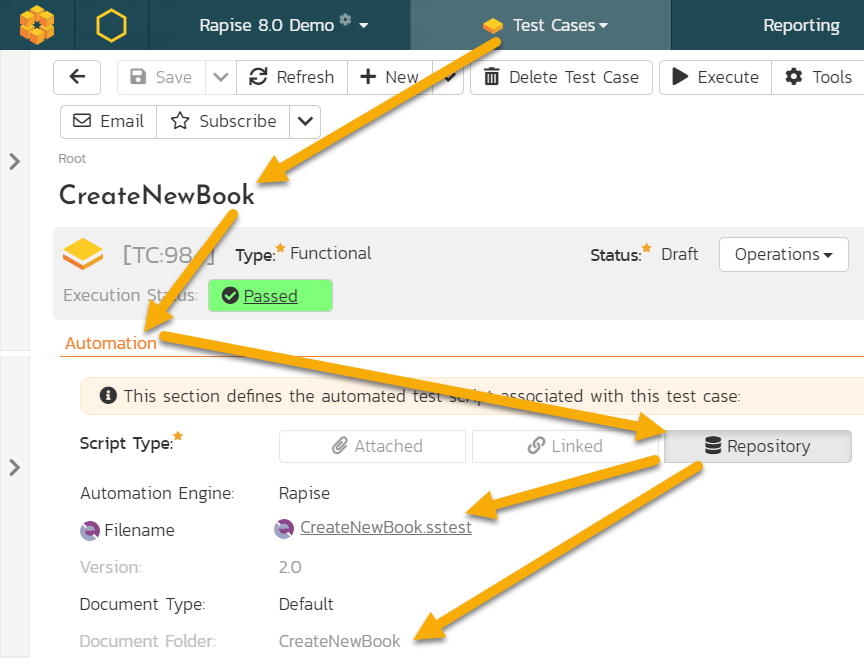 Rapise 8.0 Demo Test Cases Reporting
Save Refresh New Delete Test Case Execute Tools
Email Subscribe
Root
CreateNewBook
[TC:98 ] Type: Functional Status: Draft Operations
Execution Status: Passed
Automation
This section defines the automated test script associated with this test case:
Script Type: Attached Linked Repository
Automation Engine: Rapise
Filename CreateNewBook.sstest
Version: 2.0
Document Type: Default
Document Folder: CreateNewBook